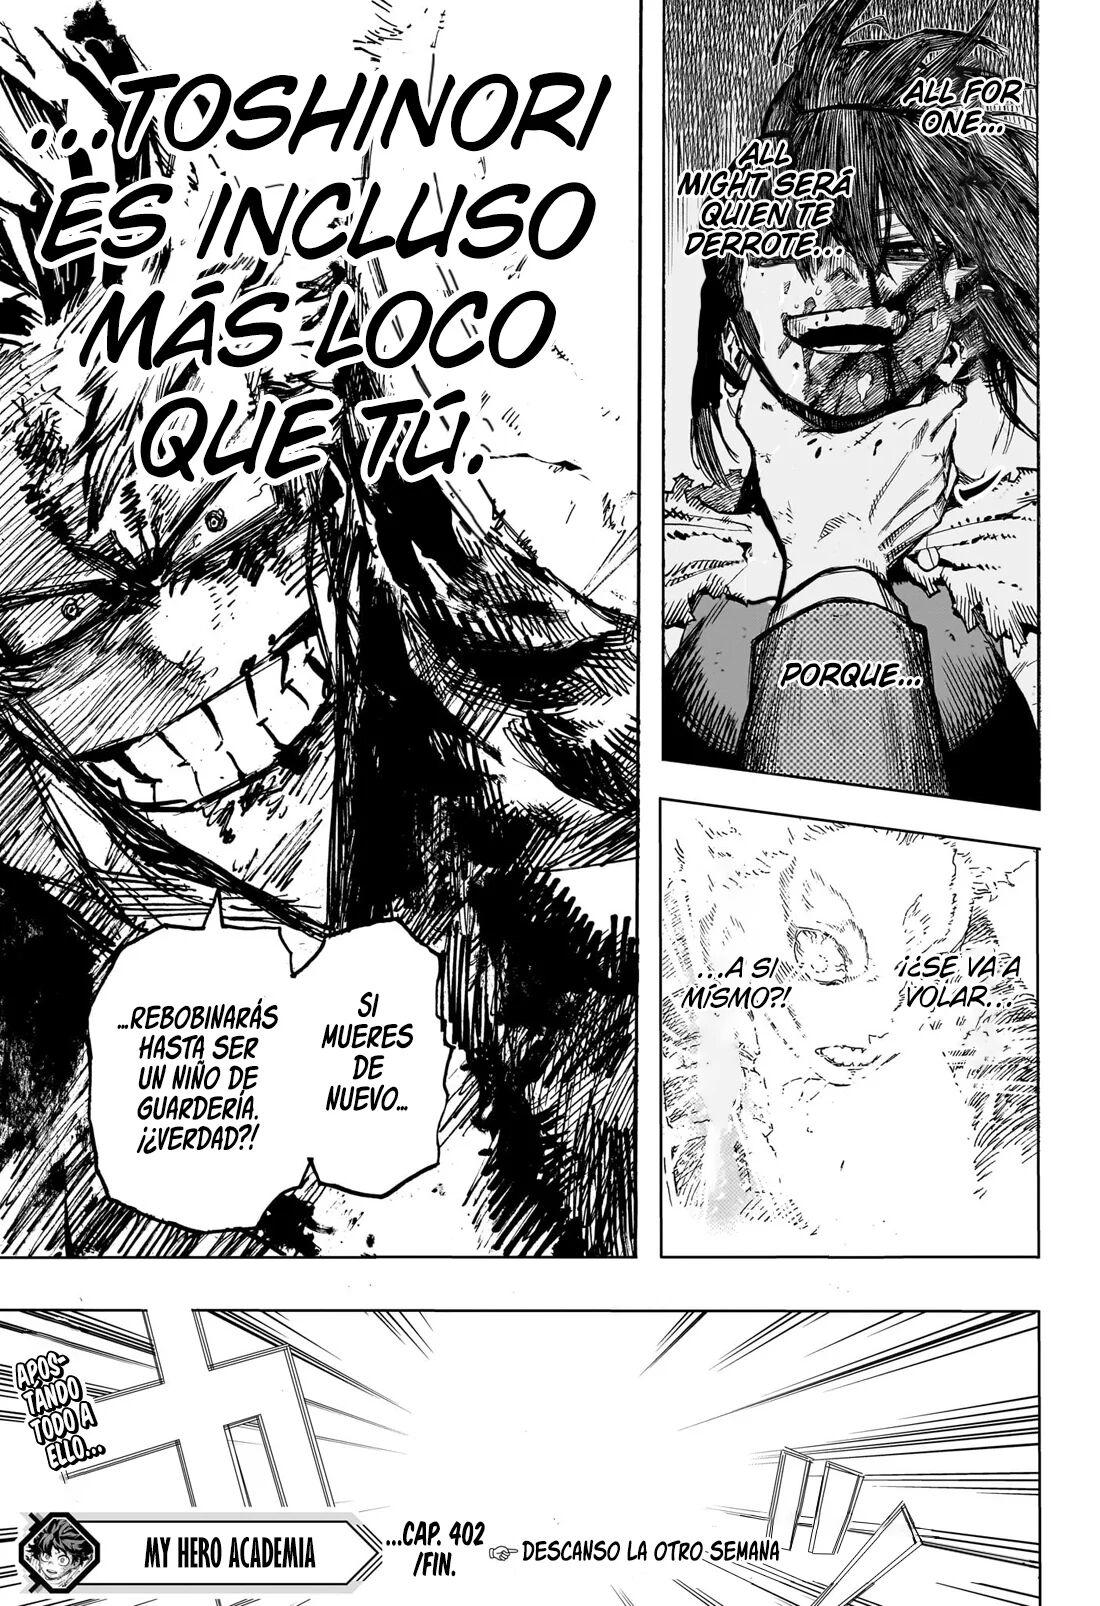 ALL FOR
ONE...
ALL
MIGHT SERÁ
QUIEN TE
DERROTE...
PORQUE...
...TOSHINORI
ES INCLUSO
MÁS LOCO
QUE TÚ.
¡¿SE VA A
VOLAR...
...A SI
MÍSMO?!
SI
MUERES
DE
NUEVO...
...REBOBINARÁS
HASTA SER
UN NIÑO DE
GUARDERÍA.
¡¿VERDAD?!
APOS-
TANDO
TODO A
ELLO...
MY HERO ACADEMIA
...CAP. 402
/FIN.
☞ DESCANSO LA OTRO SEMANA